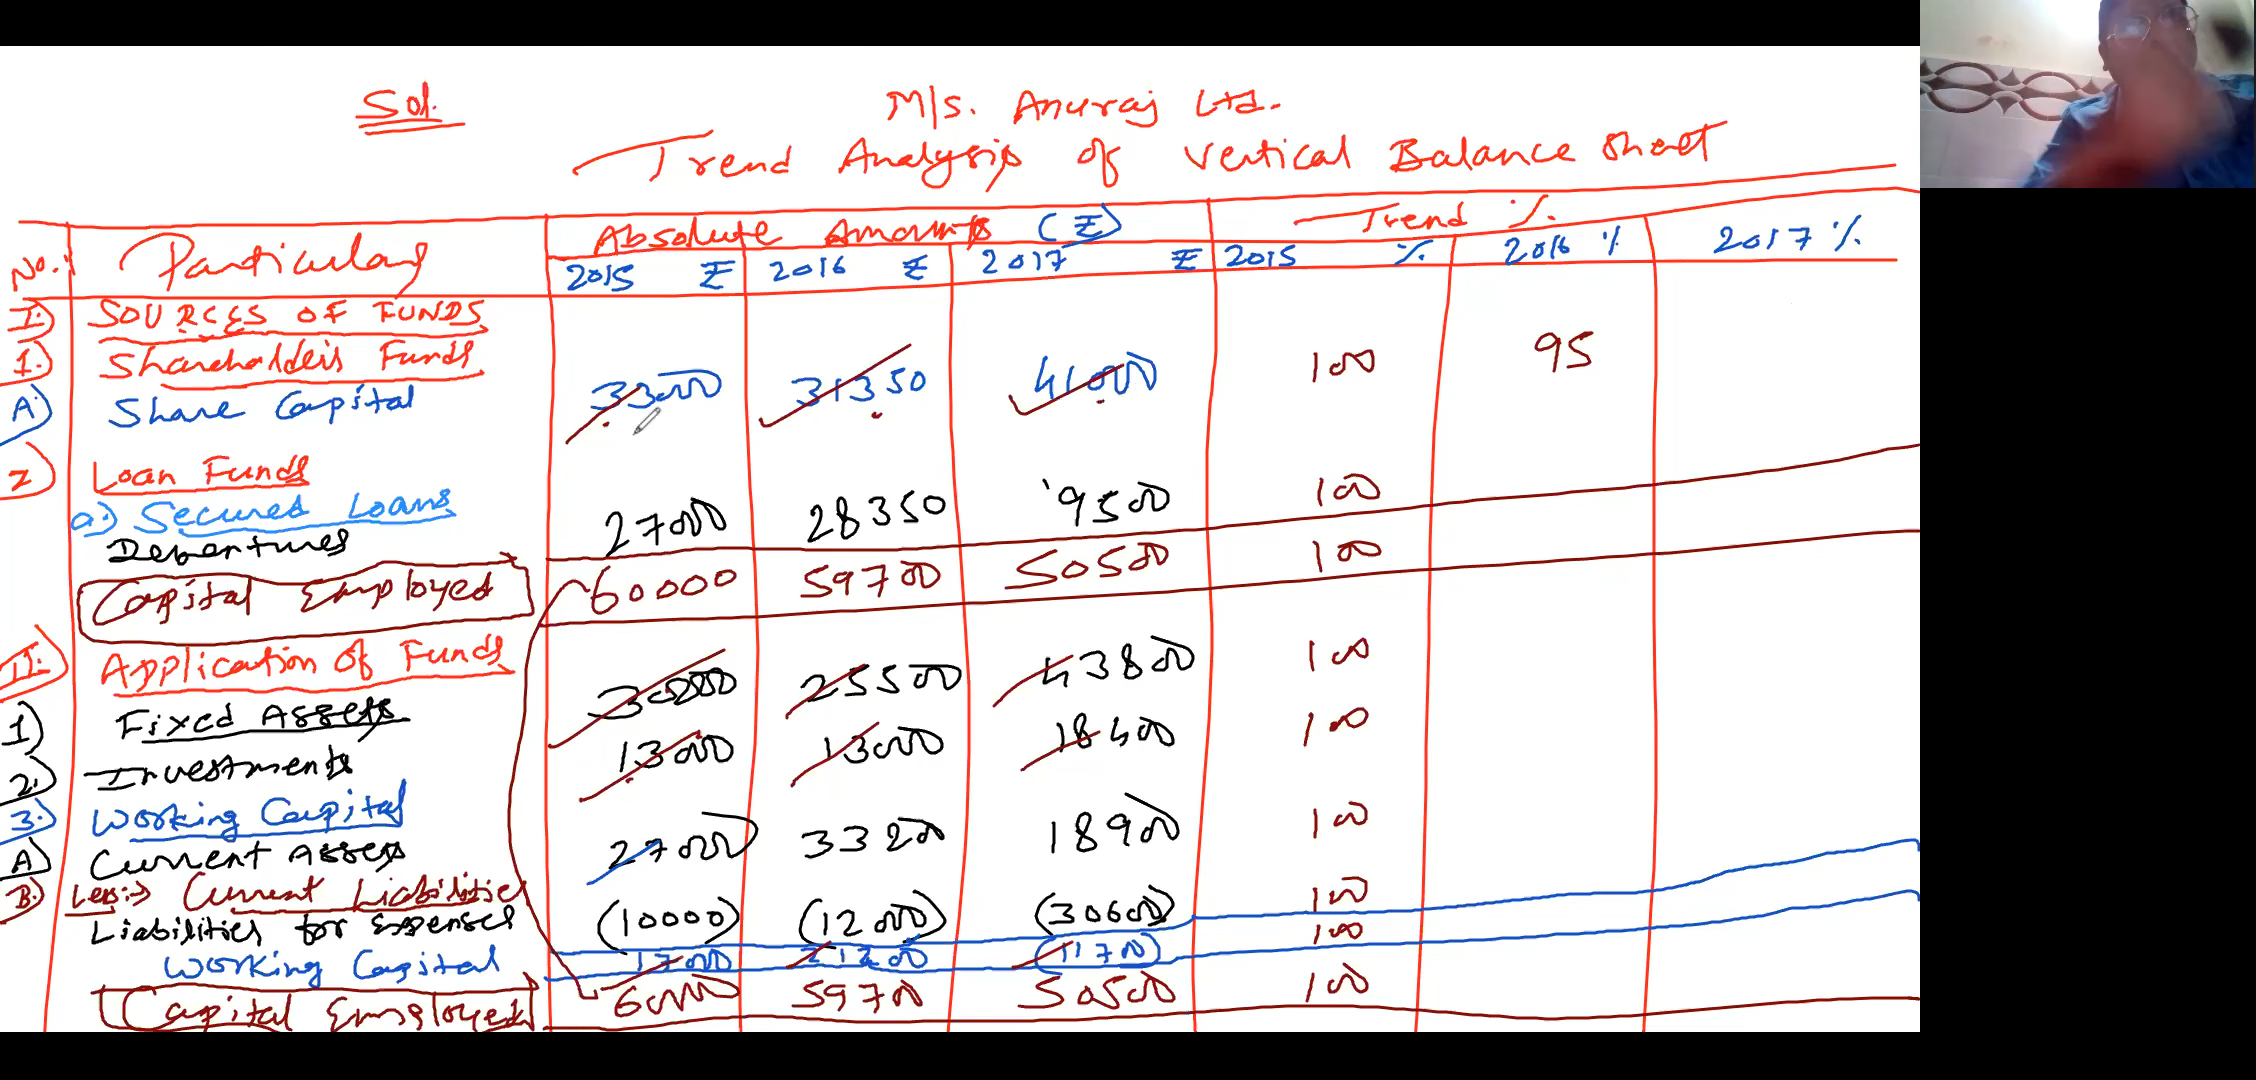 Sol.
M/s. Anuraj Ltd.
Trend Analysis of Vertical Balance Sheet
No. Particulars Absolute Amounts (₹) Trend %
2015 ₹ 2016 ₹ 2017 ₹ 2015 % 2016 % 2017 %
I) SOURCES OF FUNDS
1. Shareholders Funds
A) Share Capital 33000 31350 41000 100 95
2 Loan Funds
a) Secured Loans
Debentures 27000 28350 9500 100
Capital Employed 60000 59700 50500 100
II. Application Of Funds
1) Fixed Assets 30000 25500 43800 100
2. Investments 13000 13000 18400 100
3. Working Capital
A) Current Assets 27000 33200 18900 100
B. Less:→ Current Liabilities
Liabilities for Expenses (10000) (12000) (30600) 100
Working Capital 17000 21200 (11700) 100
Capital Employed 60000 59700 50500 100